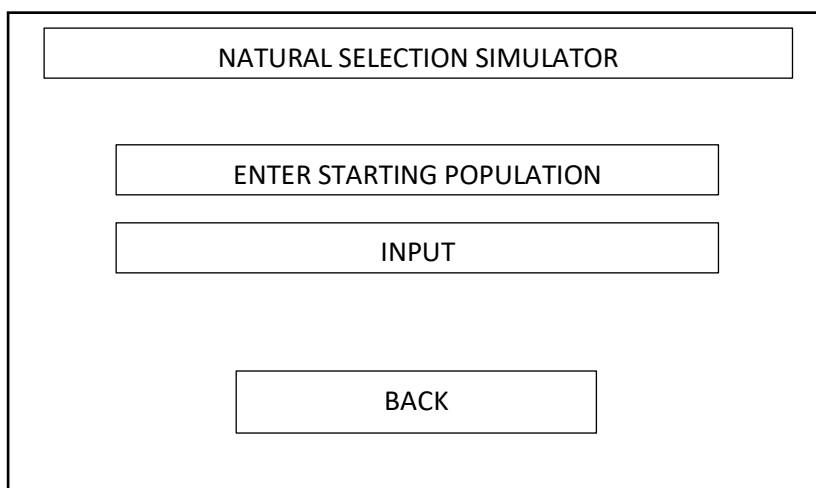 NATURAL SELECTION SIMULATOR
ENTER STARTING POPULATION
INPUT
BACK